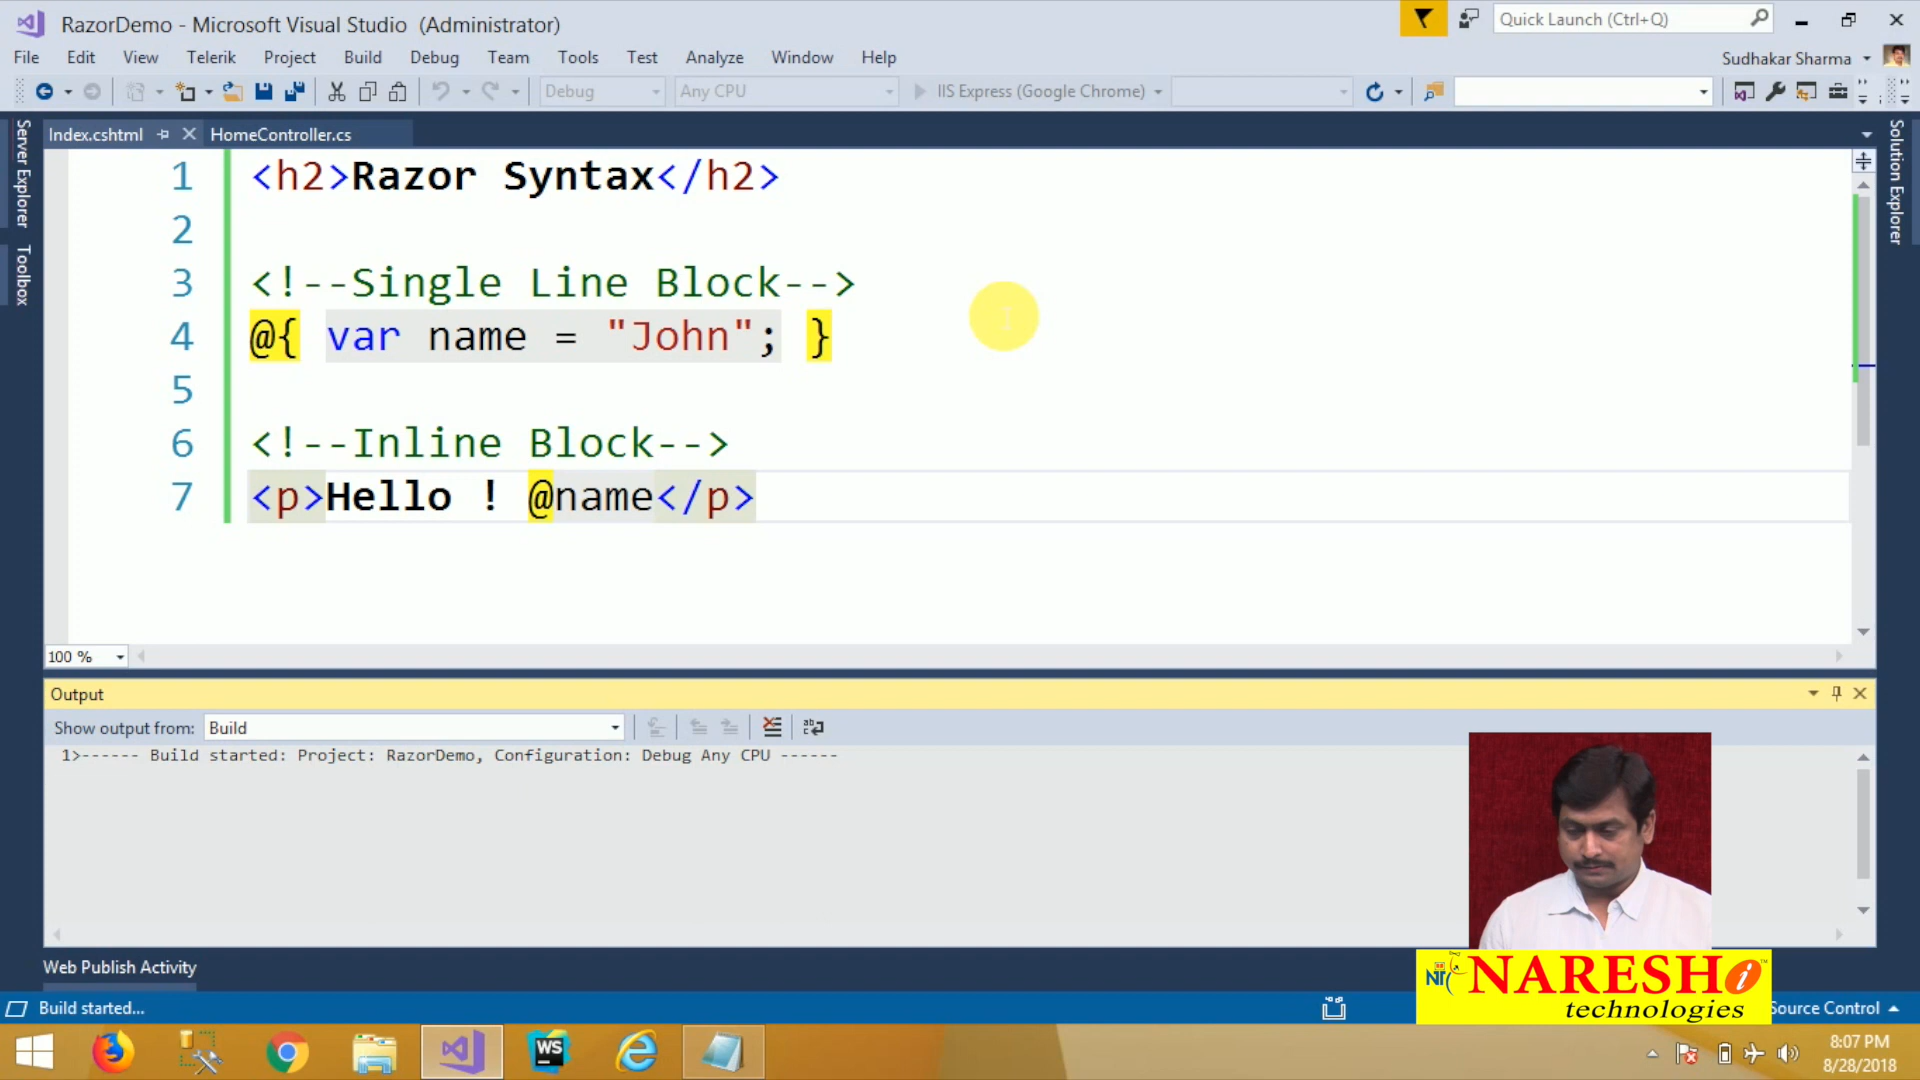 RazorDemo - Microsoft Visual Studio (Administrator)
Quick Launch (Ctrl+Q)
File Edit View Telerik Project Build Debug Team Tools Test Analyze Window Help
Sudhakar Sharma
Debug Any CPU IIS Express (Google Chrome)
Server Explorer
Toolbox
Solution Explorer
Index.cshtml HomeController.cs
1 <h2>Razor Syntax</h2>
2
3 <!--Single Line Block-->
4 @{ var name = "John"; }
5
6 <!--Inline Block-->
7 <p>Hello ! @name</p>
100 %
Output
Show output from: Build
1>------ Build started: Project: RazorDemo, Configuration: Debug Any CPU ------
Web Publish Activity
Build started...
NARESH i
technologies
Source Control
WS
8:07 PM
8/28/2018